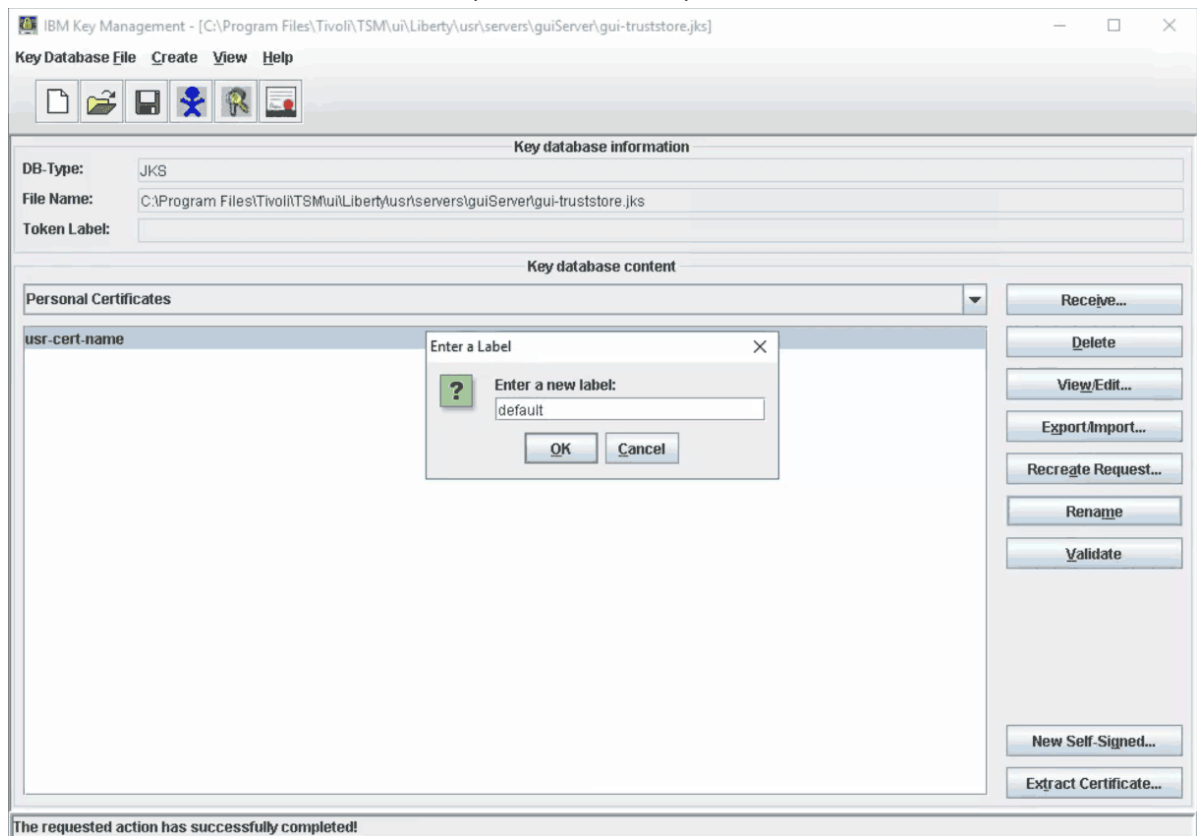 IBM Key Management - [C:\Program Files\Tivoli\TSM\ui\Liberty\usr\servers\guiServer\gui-truststore.jks]
Key Database File Create View Help
Key database information
DB-Type: JKS
File Name: C:\Program Files\Tivoli\TSM\ui\Liberty\usr\servers\guiServer\gui-truststore.jks
Token Label:
Key database content
Personal Certificates
Receive...
usr-cert-name
Delete
Enter a Label
Enter a new label:
default
OK Cancel
View/Edit...
Export/Import...
Recreate Request...
Rename
Validate
New Self-Signed...
Extract Certificate...
The requested action has successfully completed!